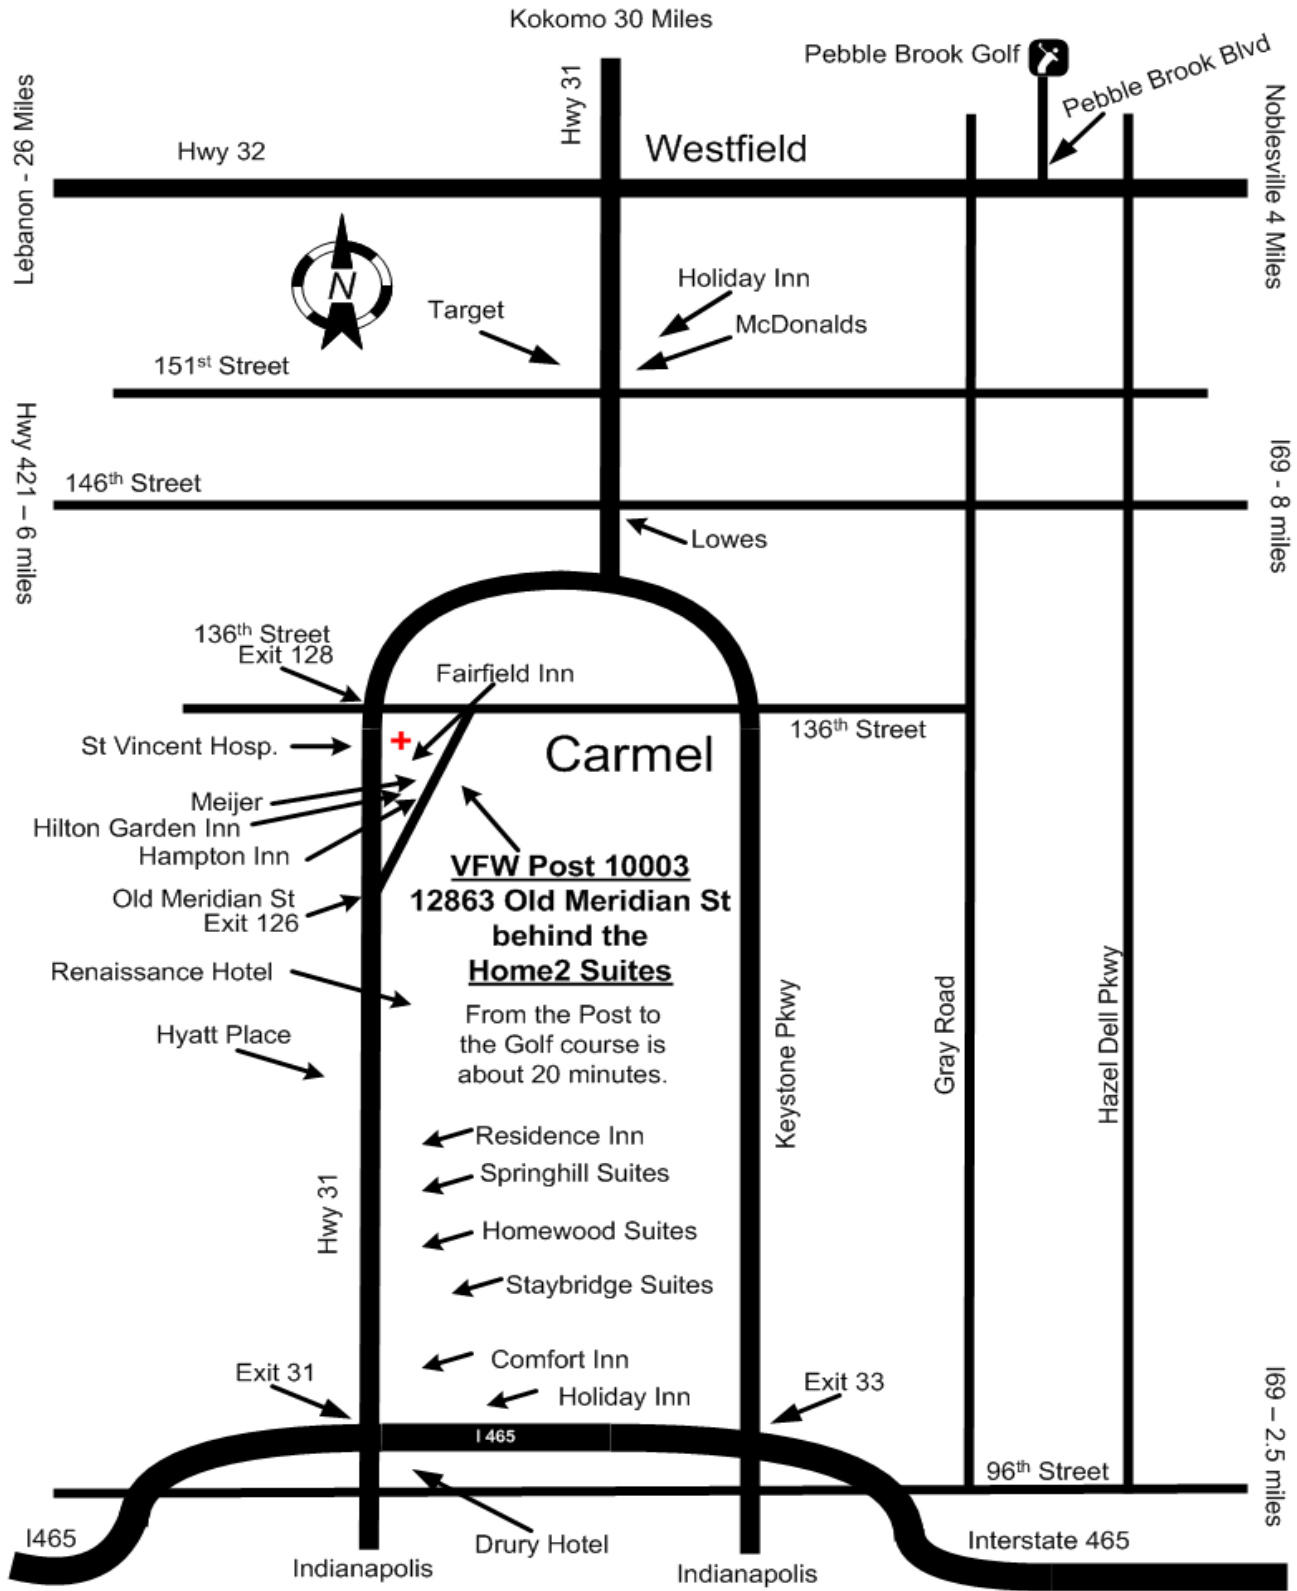 Kokomo 30 Miles
Pebble Brook Golf
Pebble Brook Blvd
Hwy 31
Westfield
Hwy 32
Lebanon - 26 Miles
Noblesville 4 Miles
N
Holiday Inn
Target
McDonalds
151st Street
Hwy 421 – 6 miles
146th Street
I69 - 8 miles
Lowes
136th Street
Exit 128
Fairfield Inn
136th Street
St Vincent Hosp.
Carmel
Meijer
Hilton Garden Inn
Hampton Inn
VFW Post 10003
12863 Old Meridian St
behind the
Home2 Suites
Old Meridian St
Exit 126
Renaissance Hotel
From the Post to
the Golf course is
about 20 minutes.
Hyatt Place
Keystone Pkwy
Gray Road
Hazel Dell Pkwy
Residence Inn
Springhill Suites
Hwy 31
Homewood Suites
Staybridge Suites
Comfort Inn
Exit 31
Holiday Inn
Exit 33
I 465
I69 – 2.5 miles
96th Street
I465
Drury Hotel
Interstate 465
Indianapolis
Indianapolis